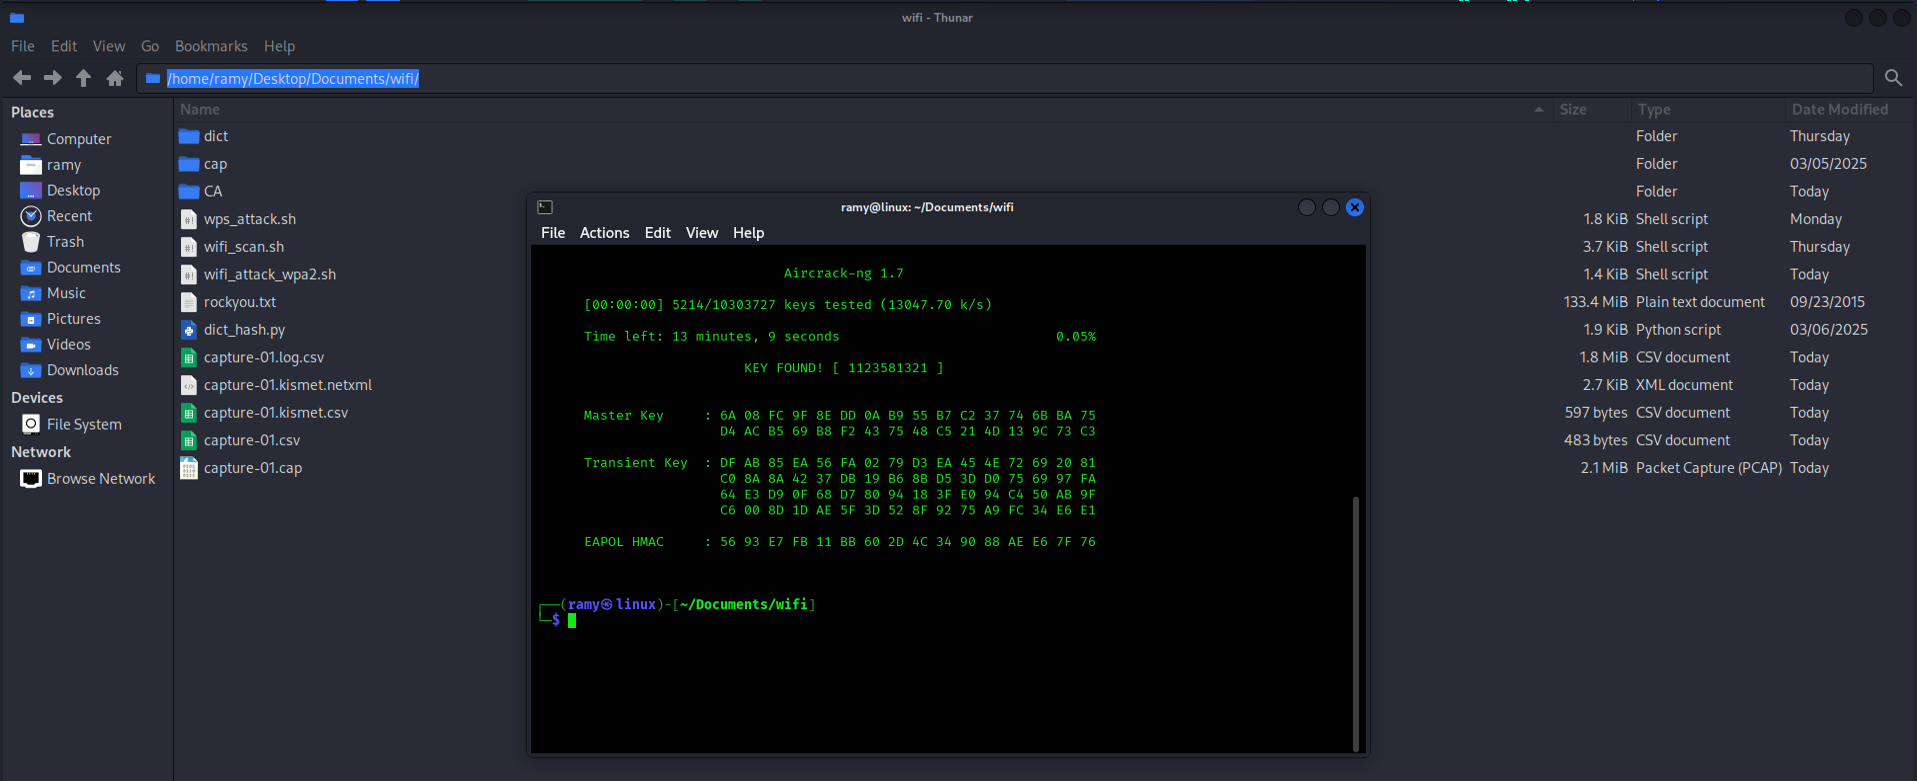 wifi - Thunar
File Edit View Go Bookmarks Help
/home/ramy/Desktop/Documents/wifi/
Places
Computer
ramy
Desktop
Recent
Trash
Documents
Music
Pictures
Videos
Downloads
Devices
File System
Network
Browse Network
Name Size Type Date Modified
dict Folder Thursday
cap Folder 03/05/2025
CA Folder Today
wps_attack.sh 1.8 KiB Shell script Monday
wifi_scan.sh 3.7 KiB Shell script Thursday
wifi_attack_wpa2.sh 1.4 KiB Shell script Today
rockyou.txt 133.4 MiB Plain text document 09/23/2015
dict_hash.py 1.9 KiB Python script 03/06/2025
capture-01.log.csv 1.8 MiB CSV document Today
capture-01.kismet.netxml 2.7 KiB XML document Today
capture-01.kismet.csv 597 bytes CSV document Today
capture-01.csv 483 bytes CSV document Today
capture-01.cap 2.1 MiB Packet Capture (PCAP) Today
ramy@linux: ~/Documents/wifi
File Actions Edit View Help
Aircrack-ng 1.7
[00:00:00] 5214/10303727 keys tested (13047.70 k/s)
Time left: 13 minutes, 9 seconds 0.05%
KEY FOUND! [ 1123581321 ]
Master Key : 6A 08 FC 9F 8E DD 0A B9 55 B7 C2 37 74 6B BA 75
D4 AC B5 69 B8 F2 43 75 48 C5 21 4D 13 9C 73 C3
Transient Key : DF AB 85 EA 56 FA 02 79 D3 EA 45 4E 72 69 20 81
C0 8A 8A 42 37 DB 19 B6 8B D5 3D D0 75 69 97 FA
64 E3 D9 0F 68 D7 80 94 18 3F E0 94 C4 50 AB 9F
C6 00 8D 1D AE 5F 3D 52 8F 92 75 A9 FC 34 E6 E1
EAPOL HMAC : 56 93 E7 FB 11 BB 60 2D 4C 34 90 88 AE E6 7F 76
┌──(ramy㉿linux)-[~/Documents/wifi]
└─$